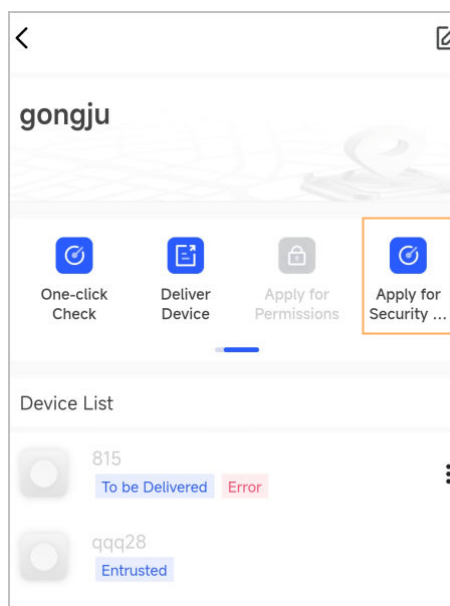 gongju
One-click
Check
Deliver
Device
Apply for
Permissions
Apply for
Security ...
Device List
815
To be Delivered Error
qqq28
Entrusted